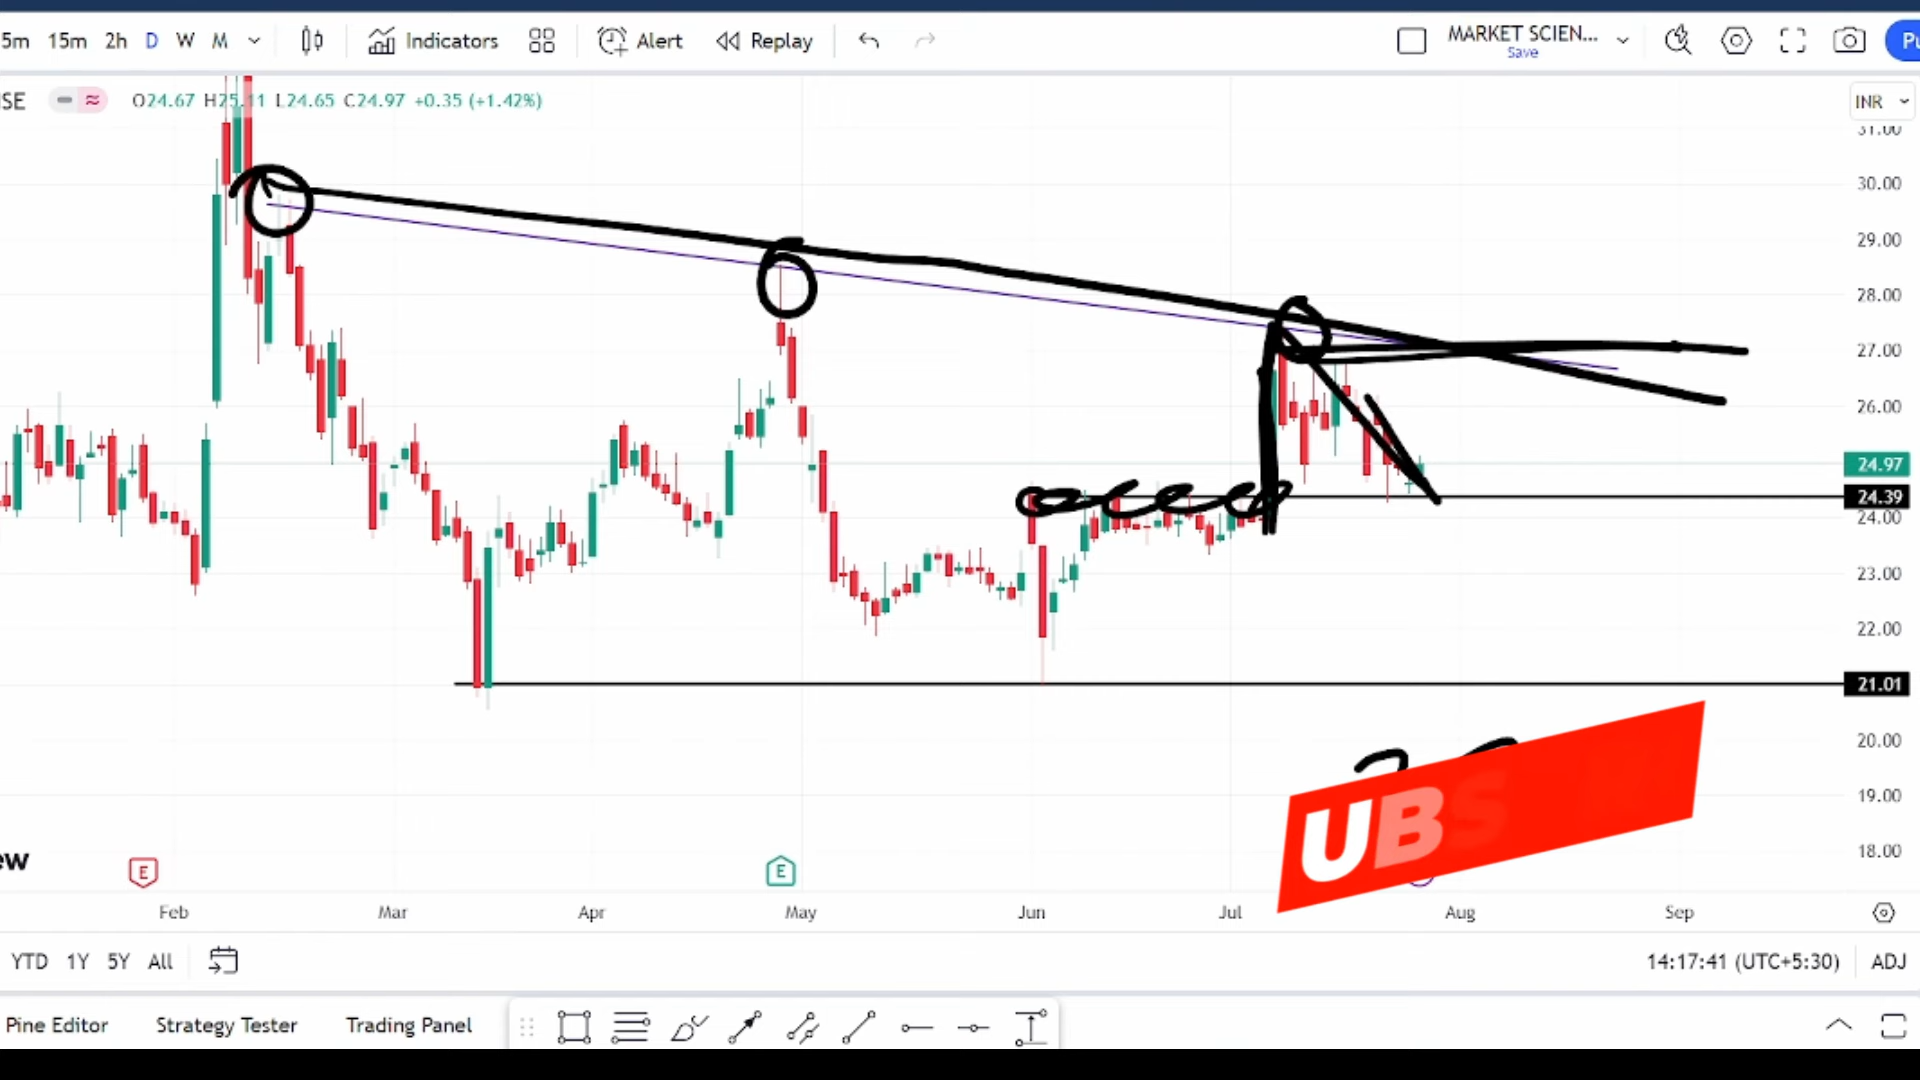 5m 15m 2h D W M Indicators Alert Replay MARKET SCIEN... Save
SE O24.67 H25.11 L24.65 C24.97 +0.35 (+1.42%) INR
31.00
30.00
29.00
28.00
27.00
26.00
24.97
24.39
24.00
23.00
22.00
21.01
20.00
19.00
18.00
UBS
ew E E
Feb Mar Apr May Jun Jul Aug Sep
YTD 1Y 5Y All 14:17:41 (UTC+5:30) ADJ
Pine Editor Strategy Tester Trading Panel